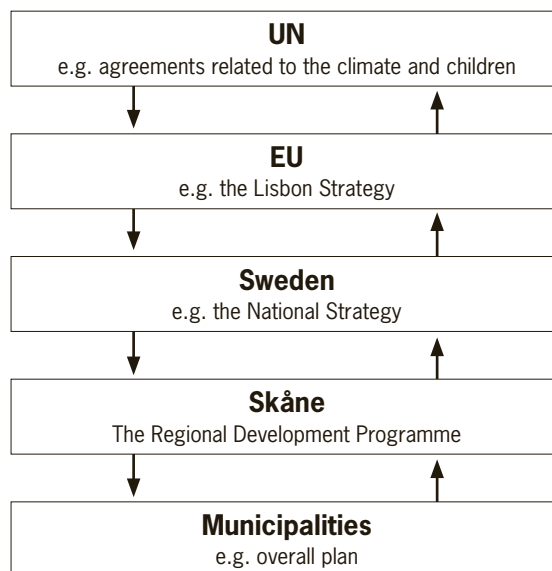 UN
e.g. agreements related to the climate and children
EU
e.g. the Lisbon Strategy
Sweden
e.g. the National Strategy
Skåne
The Regional Development Programme
Municipalities
e.g. overall plan